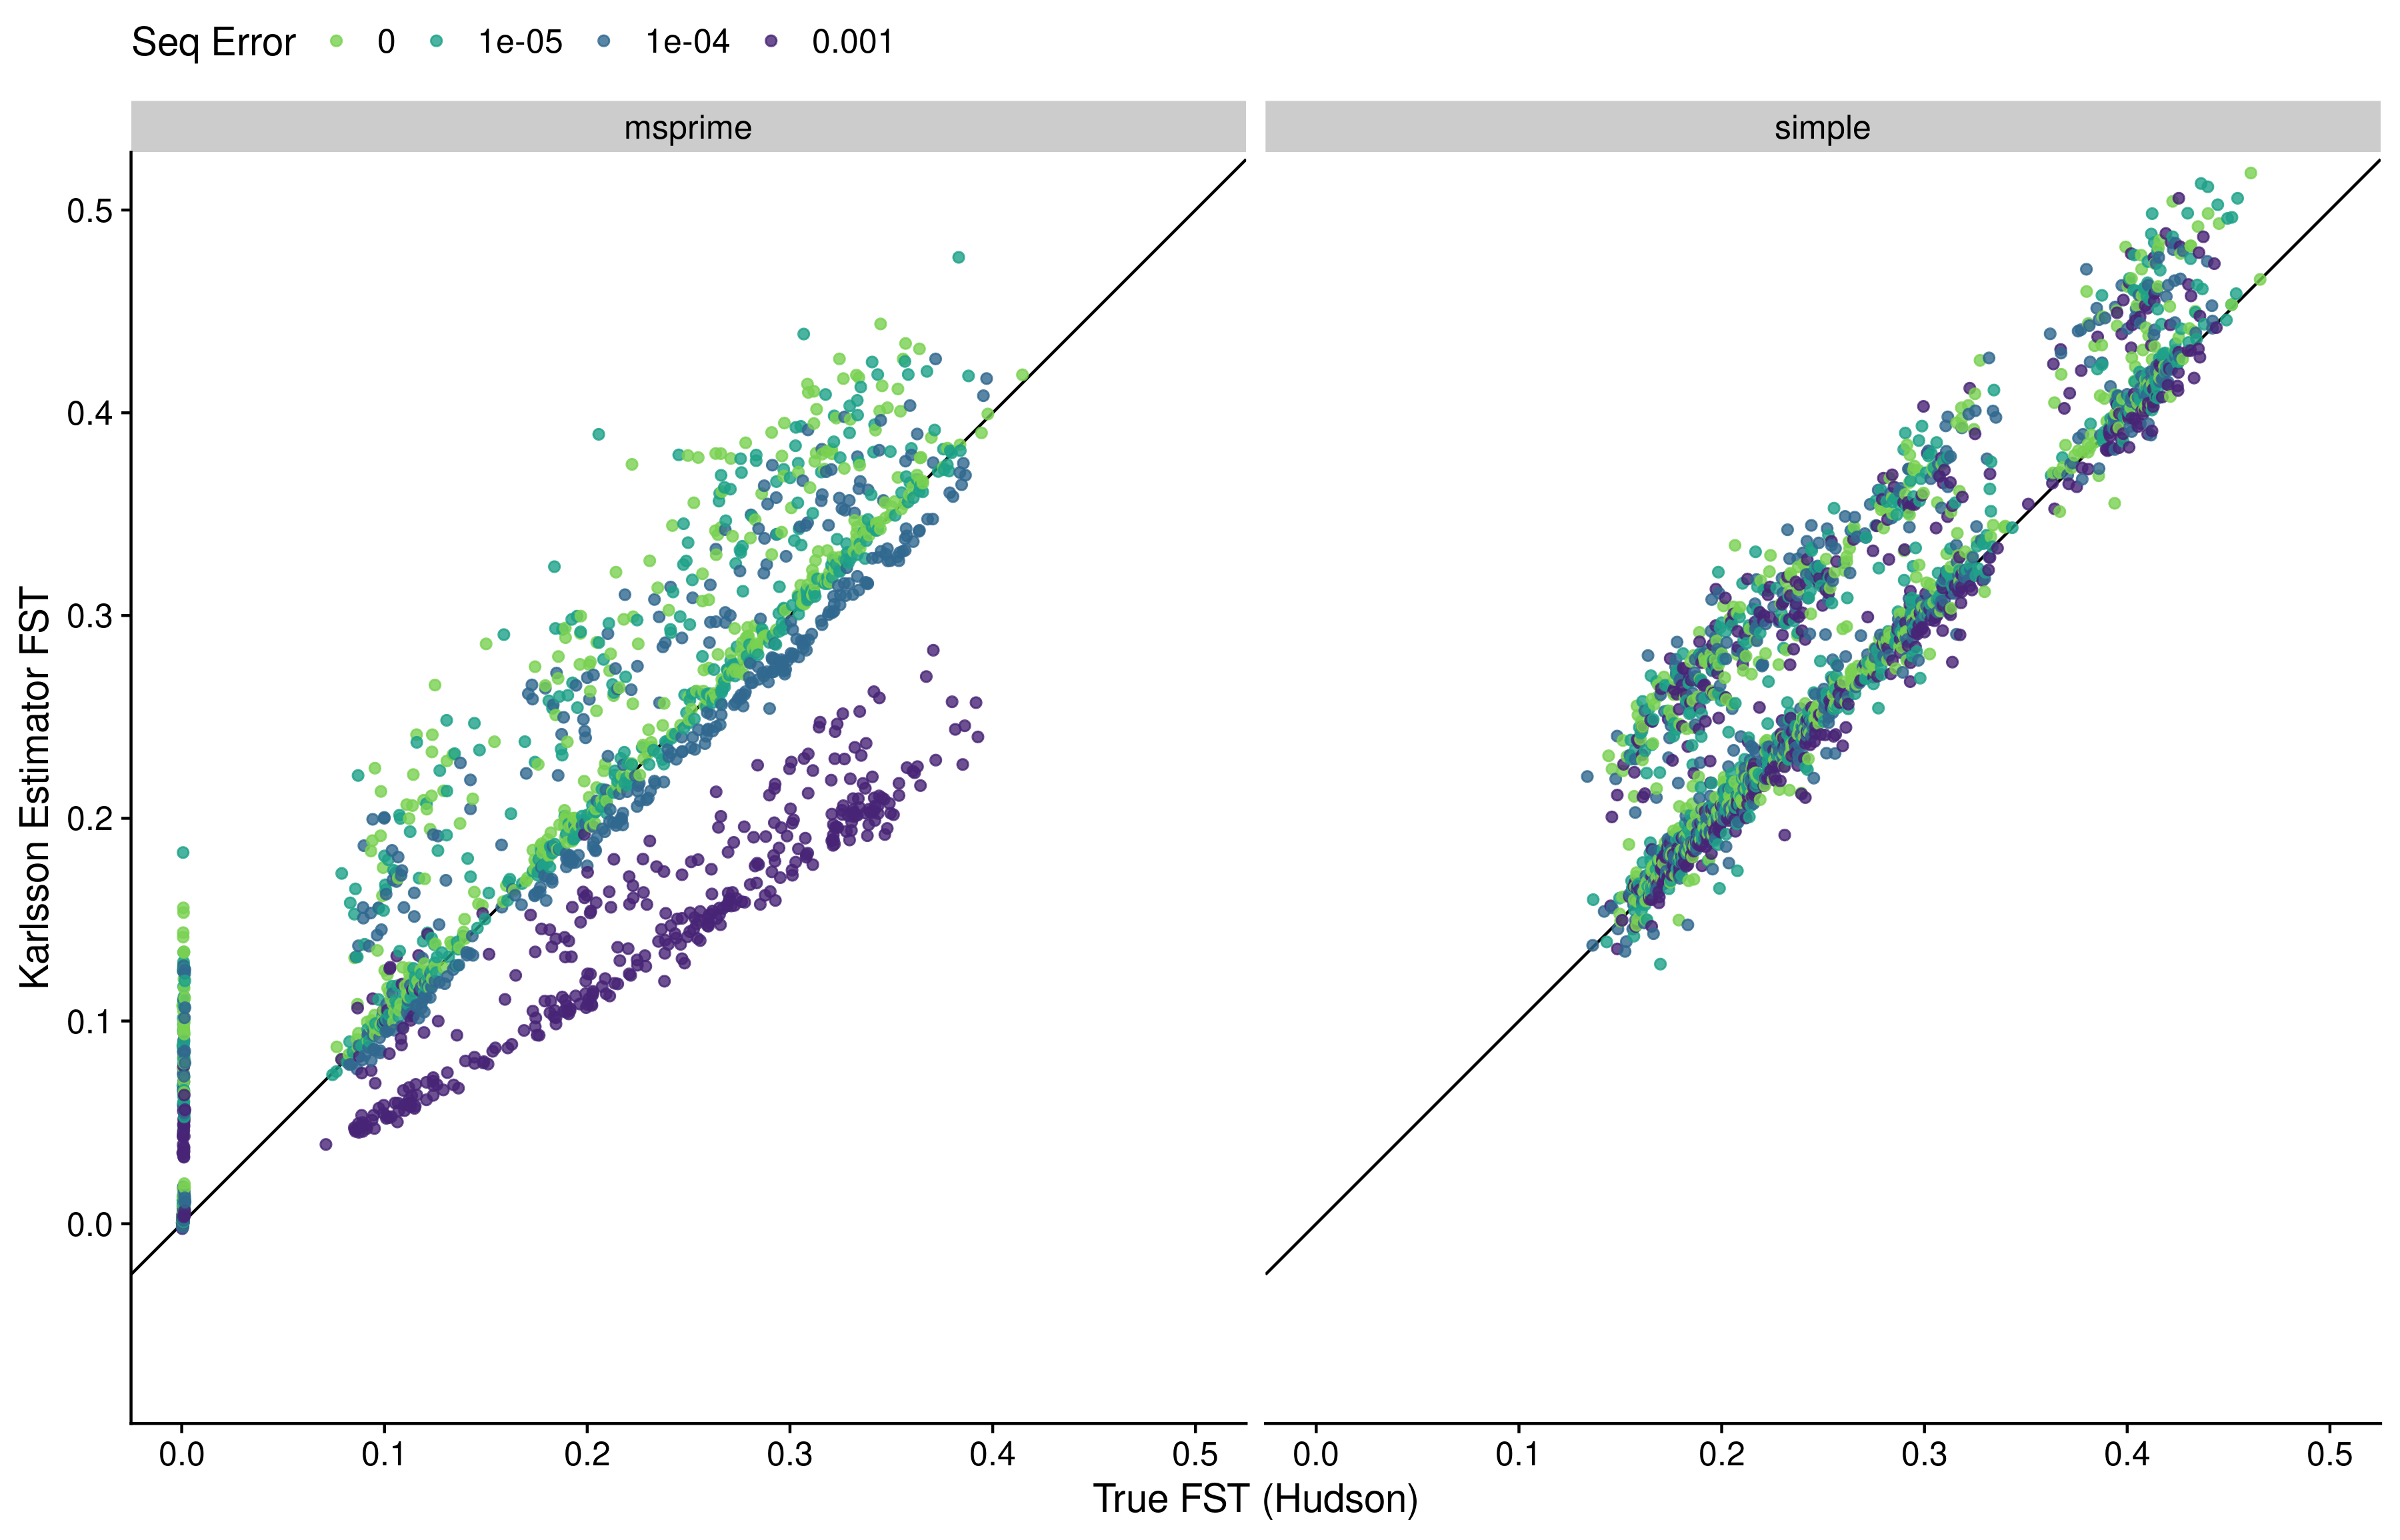 Seq Error 0 1e-05 1e-04 0.001
msprime simple
Karlsson Estimator FST
0.5
0.4
0.3
0.2
0.1
0.0
0.0 0.1 0.2 0.3 0.4 0.5 0.0 0.1 0.2 0.3 0.4 0.5
True FST (Hudson)